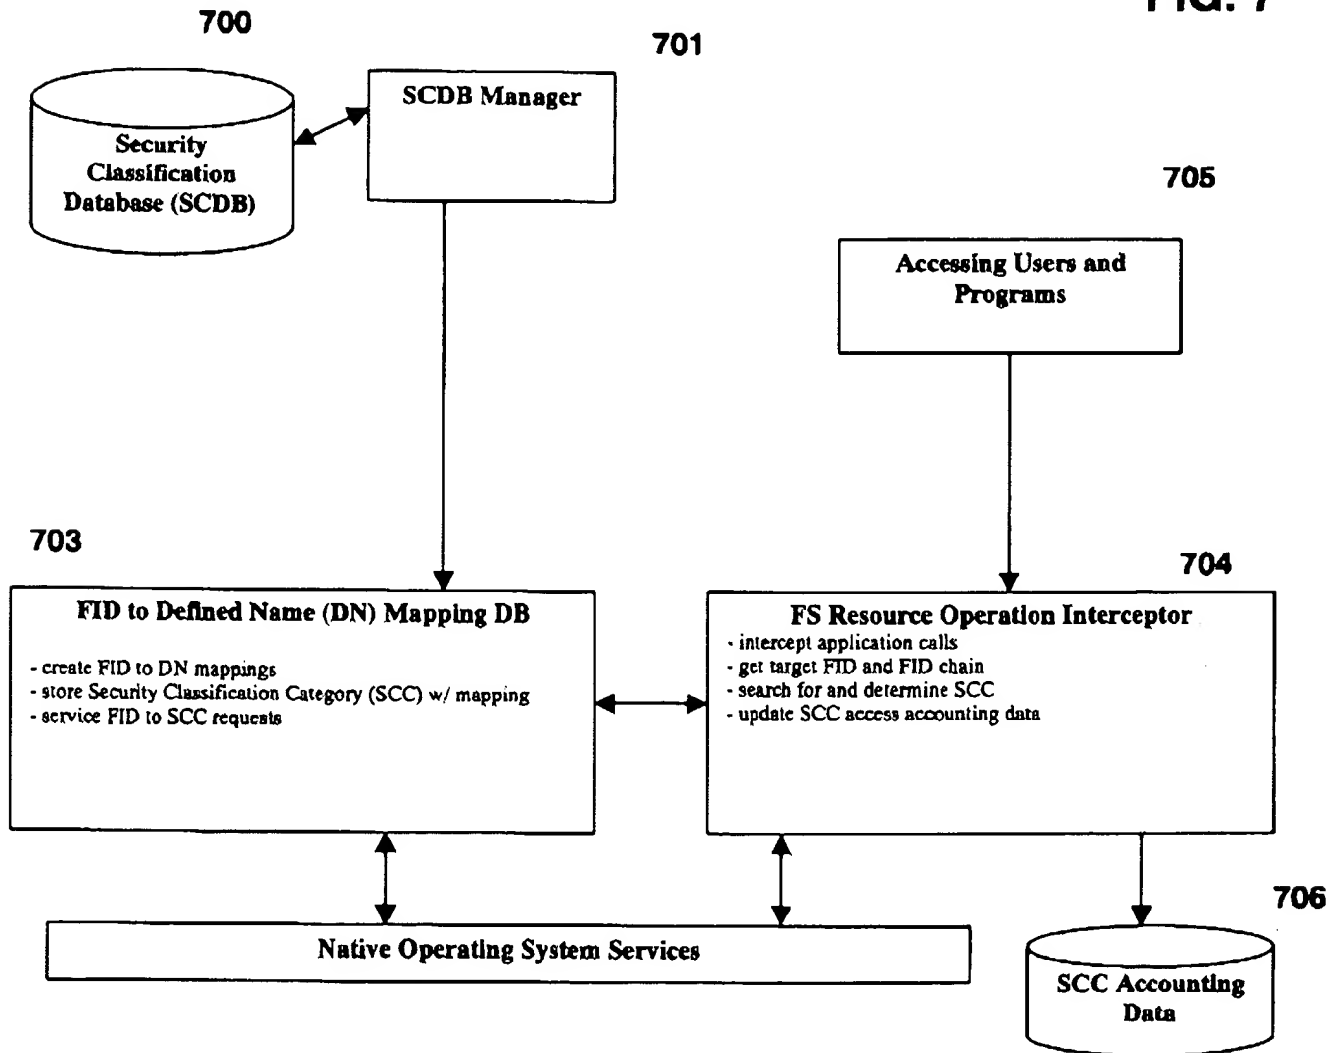 FIG. 7
700
701
SCDB Manager
Security
Classification
Database (SCDB)
705
Accessing Users and
Programs
703
704
FID to Defined Name (DN) Mapping DB
- create FID to DN mappings
- store Security Classification Category (SCC) w/ mapping
- service FID to SCC requests
FS Resource Operation Interceptor
- intercept application calls
- get target FID and FID chain
- search for and determine SCC
- update SCC access accounting data
706
Native Operating System Services
SCC Accounting
Data